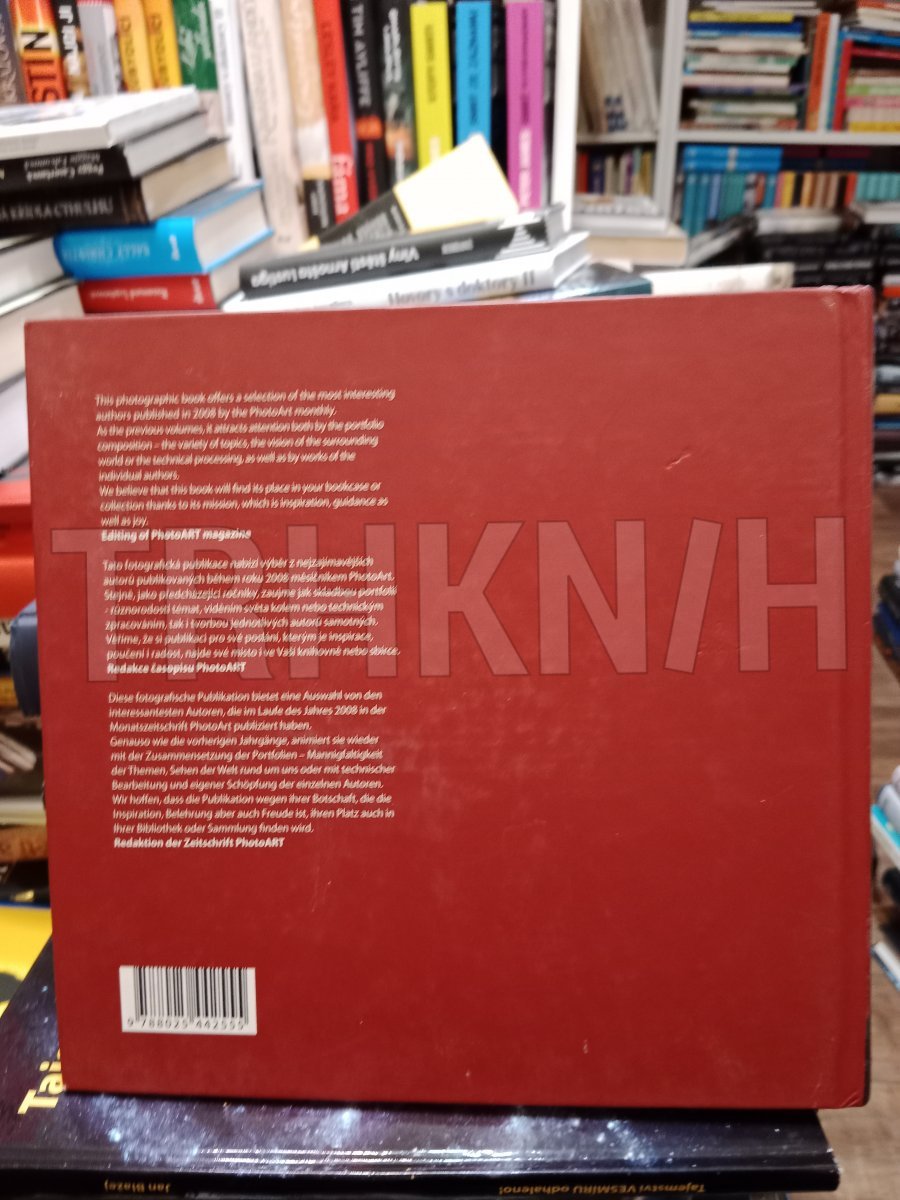 Viny štětí Arnošta Lustiga
Hovory s doktory II
This photographic book offers a selection of the most interesting
authors published in 2008 by the PhotoArt monthly.
As the previous volumes, it attracts attention both by the portfolio
composition – the variety of topics, the vision of the surrounding
world or the technical processing, as well as by works of the
individual authors.
We believe that this book will find its place in your bookcase or
collection thanks to its mission, which is inspiration, guidance as
well as joy.
Editing of PhotoART magazine
TRHKNIH
Tato fotografická publikace nabízí výběr z nejzajímavějších
autorů publikovaných během roku 2008 měsíčníkem PhotoArt.
Stejně, jako předcházející ročníky, zaujme jak skladbou portfolií
- různorodostí témat, viděním světa kolem nebo technickým
zpracováním, tak i tvorbou jednotlivých autorů samotných.
Věříme, že si publikací pro své poslání, kterým je inspirace,
poučení i radost, najde své místo i ve Vaší knihovně nebo sbírce.
Redakce časopisu PhotoART
Diese fotografische Publikation bietet eine Auswahl von den
interessantesten Autoren, die im Laufe des Jahres 2008 in der
Monatszeitschrift PhotoArt publiziert haben.
Genauso wie die vorherigen Jahrgänge, animiert sie wieder
mit der Zusammensetzung der Portfolien – Mannigfaltigkeit
der Themen, Sehen der Welt rund um uns oder mit technischer
Bearbeitung und eigener Schöpfung der einzelnen Autoren.
Wir hoffen, dass die Publikation wegen ihrer Botschaft, die die
Inspiration, Belehrung aber auch Freude ist, ihren Platz auch in
Ihrer Bibliothek oder Sammlung finden wird.
Redaktion der Zeitschrift PhotoART
9 788025 442555
Jan Blažej
Tajemství VESMÍRU odhaleno!